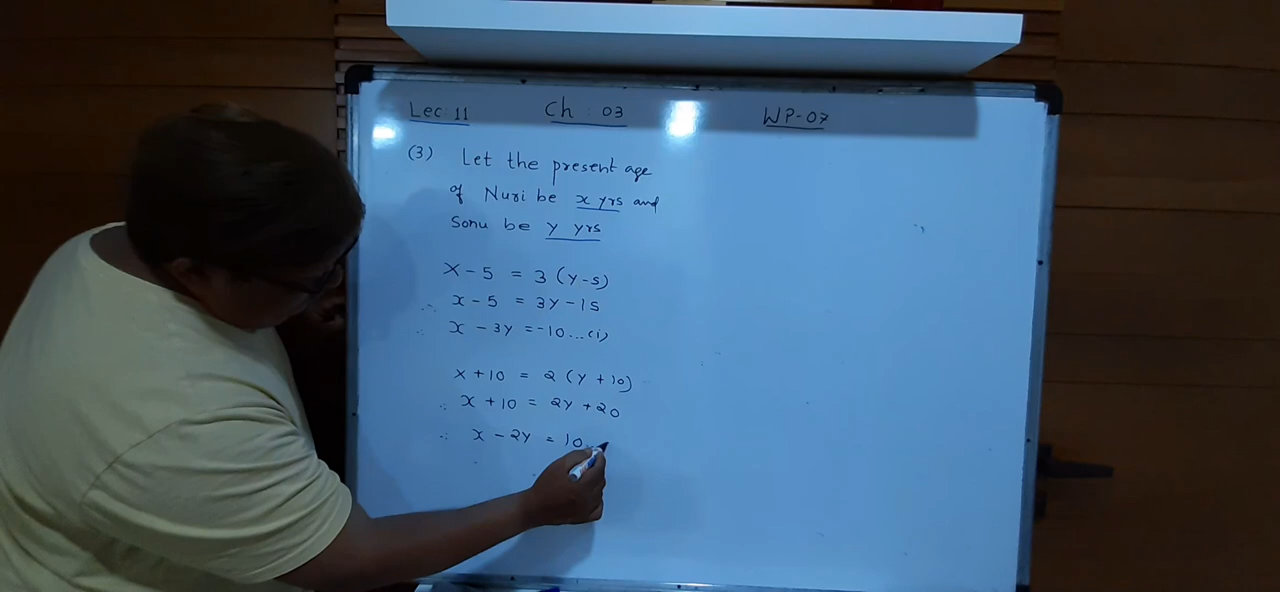 Lec 11 Ch : 03 WP-07
(3) Let the present age
of Nuri be x yrs and
Sonu be y yrs
x - 5 = 3 (y - 5)
∴ x - 5 = 3y - 15
∴ x - 3y = -10 ... (i)
x + 10 = 2 (y + 10)
∴ x + 10 = 2y + 20
∴ x - 2y = 10